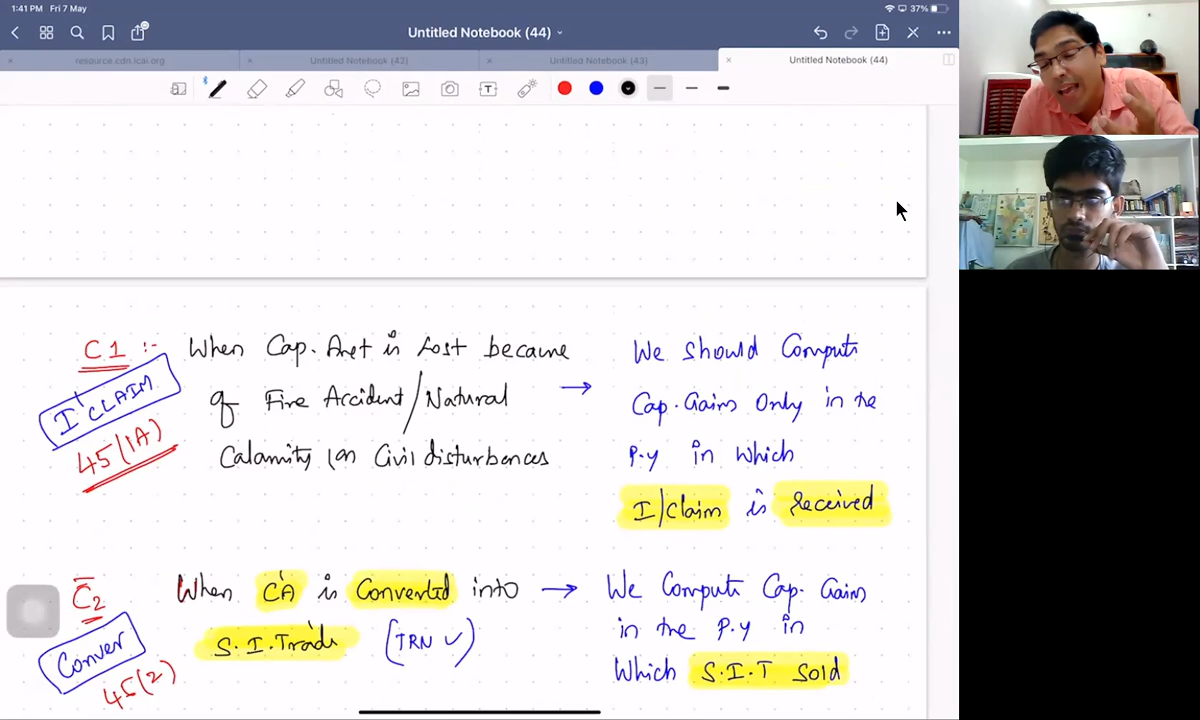 1:41 PM Fri 7 May
37%
Untitled Notebook (44)
resource.cdn.icai.org
Untitled Notebook (42)
Untitled Notebook (43)
Untitled Notebook (44)
T
C1 :- When Cap. Asset is Lost because
of Fire Accident/Natural
Calamity (or Civil disturbances
I'CLAIM
45(1A)
→ We should Compute
Cap. Gains Only in the
P.y in which
I/Claim is received
C2 When CA is Converted into
S.I.Trade (TRN ✓)
Conver
45(2)
→ We Compute Cap. Gains
in the P.y in
Which S.I.T sold